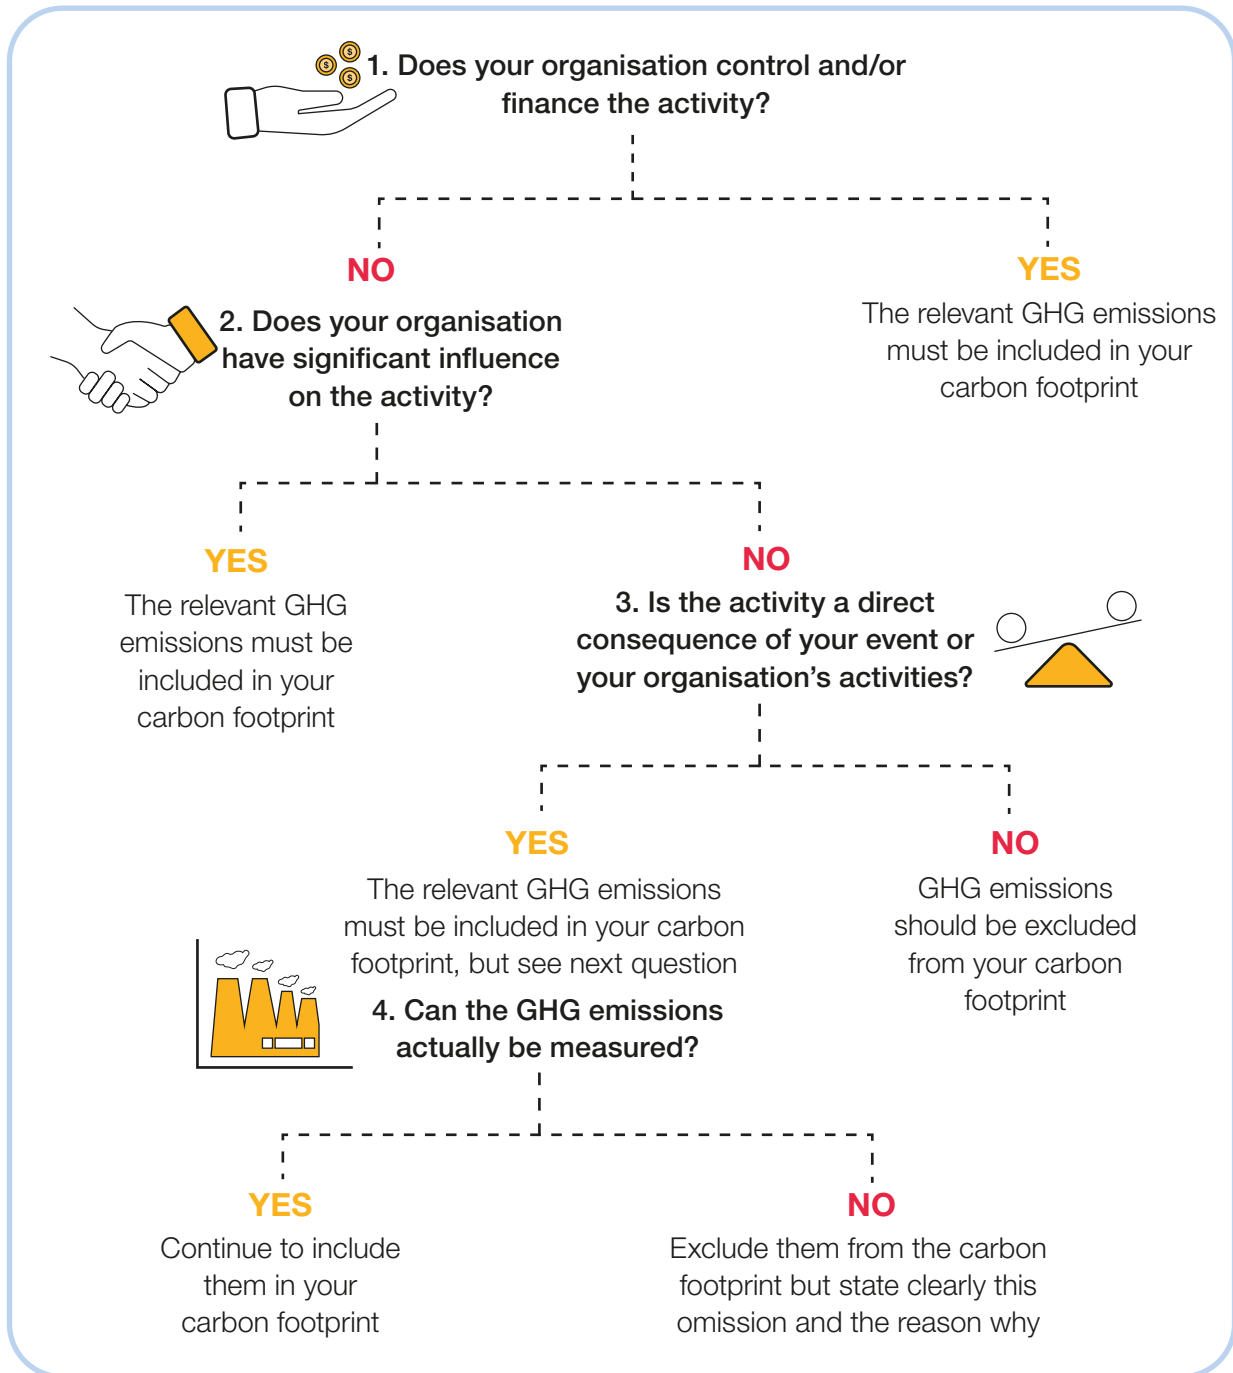 1. Does your organisation control and/or
finance the activity?
NO
YES
The relevant GHG emissions
must be included in your
carbon footprint
2. Does your organisation
have significant influence
on the activity?
YES
The relevant GHG
emissions must be
included in your
carbon footprint
NO
3. Is the activity a direct
consequence of your event or
your organisation's activities?
YES
The relevant GHG emissions
must be included in your carbon
footprint, but see next question
NO
GHG emissions
should be excluded
from your carbon
footprint
4. Can the GHG emissions
actually be measured?
YES
Continue to include
them in your
carbon footprint
NO
Exclude them from the carbon
footprint but state clearly this
omission and the reason why